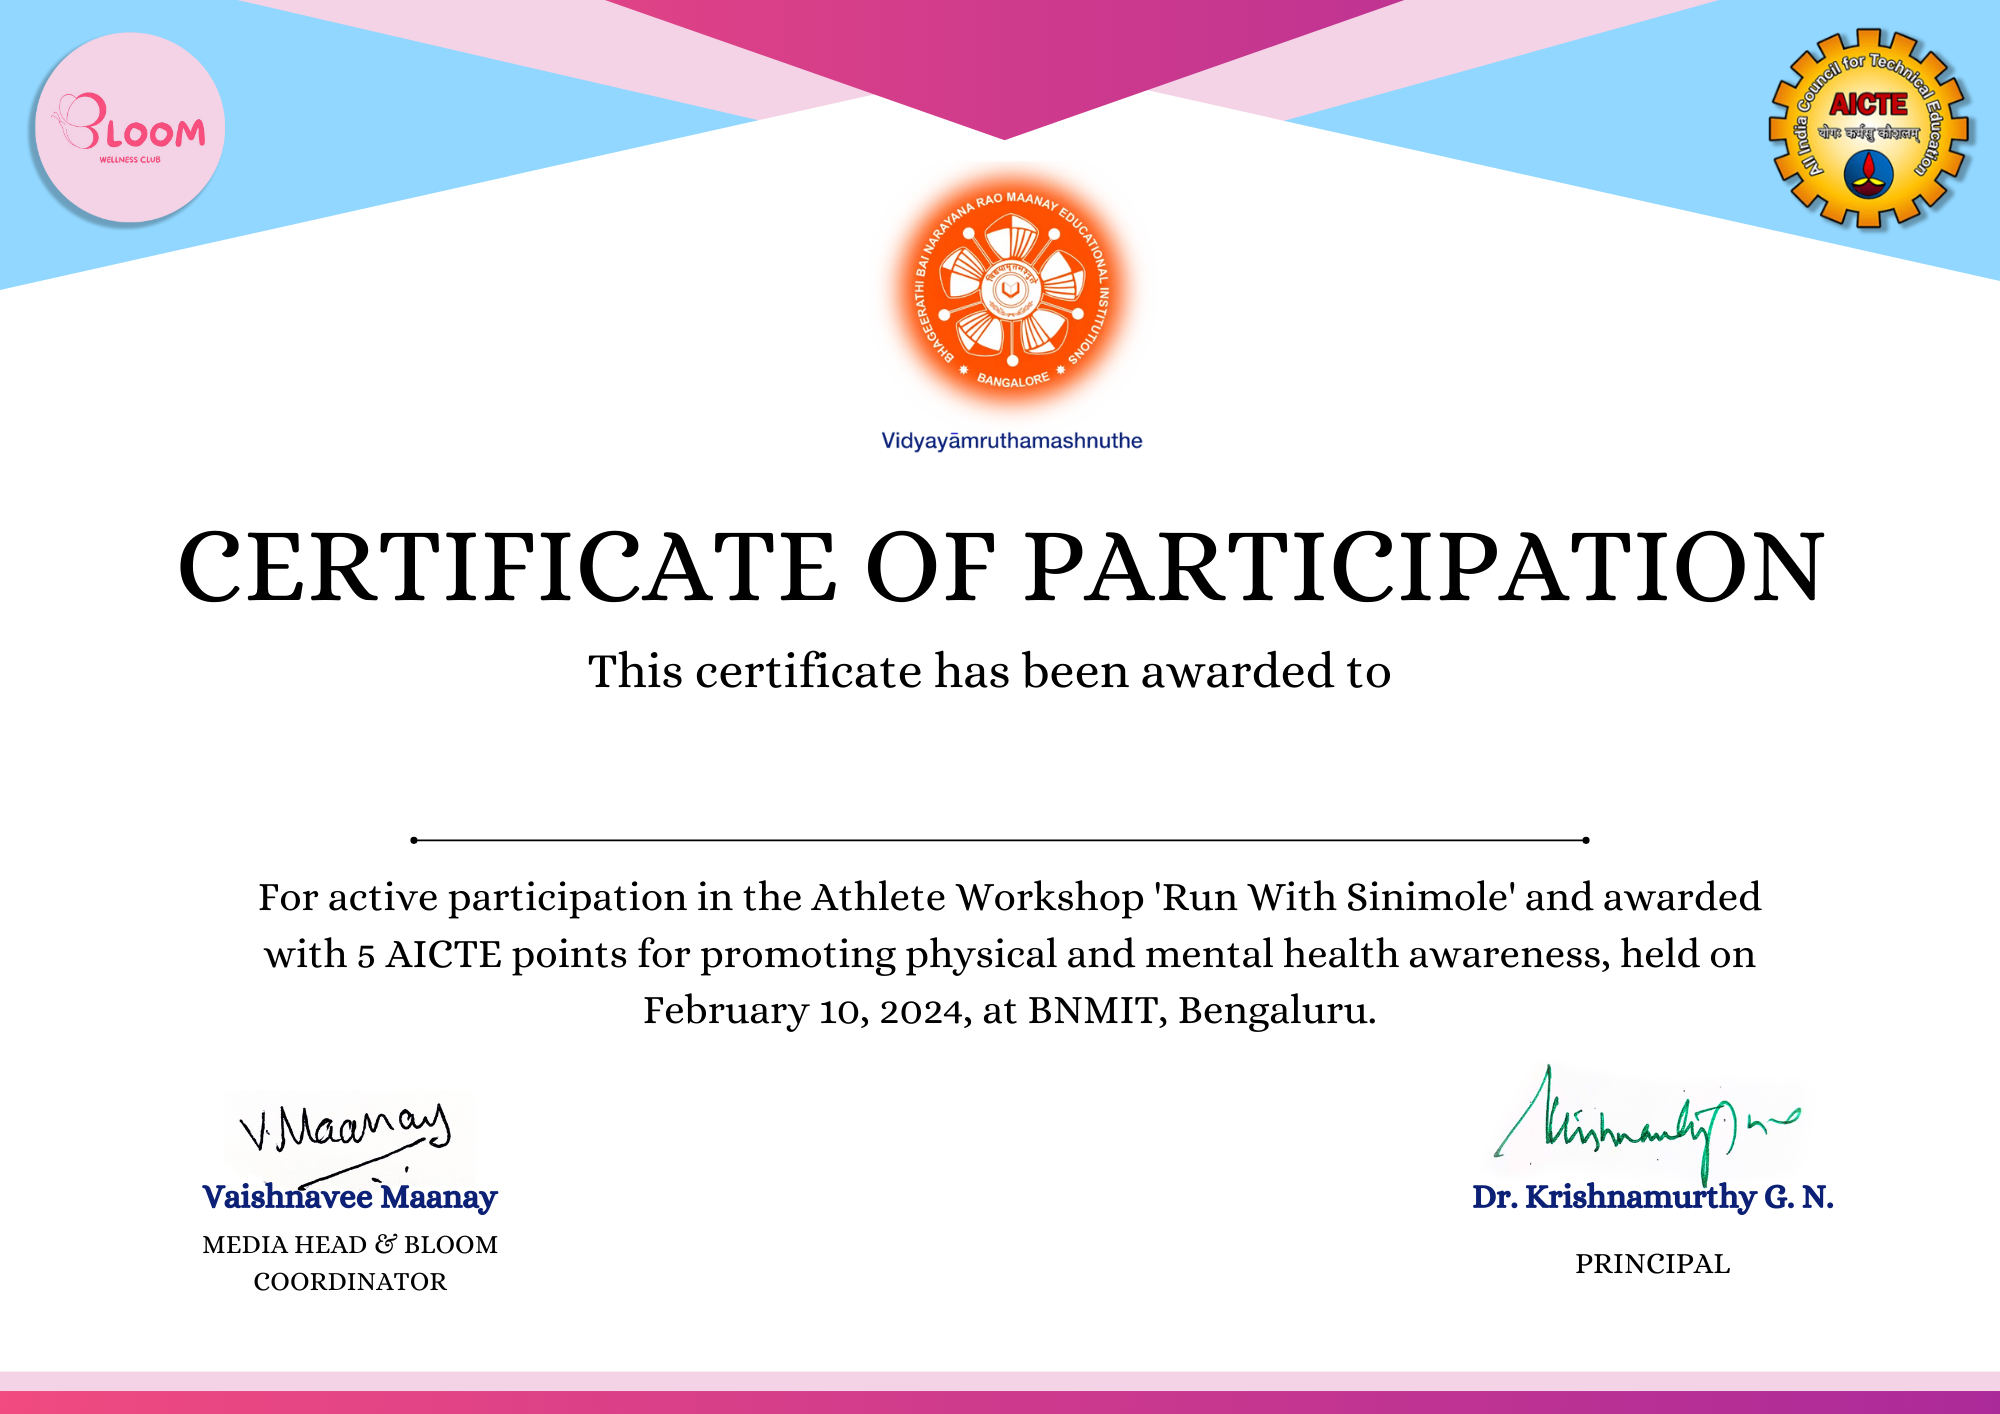 BLOOM
WELLNESS CLUB
All India Council for Technical Education
AICTE
योगः कर्मसु कौशलम्
BHAGEERATHI BAI NARAYANA RAO MAANAY EDUCATIONAL INSTITUTIONS
BANGALORE
Vidyayāmruthamashnuthe
CERTIFICATE OF PARTICIPATION
This certificate has been awarded to
For active participation in the Athlete Workshop 'Run With Sinimole' and awarded
with 5 AICTE points for promoting physical and mental health awareness, held on
February 10, 2024, at BNMIT, Bengaluru.
V. Maanay
Vaishnavee Maanay
MEDIA HEAD & BLOOM
COORDINATOR
Dr. Krishnamurthy G. N.
PRINCIPAL